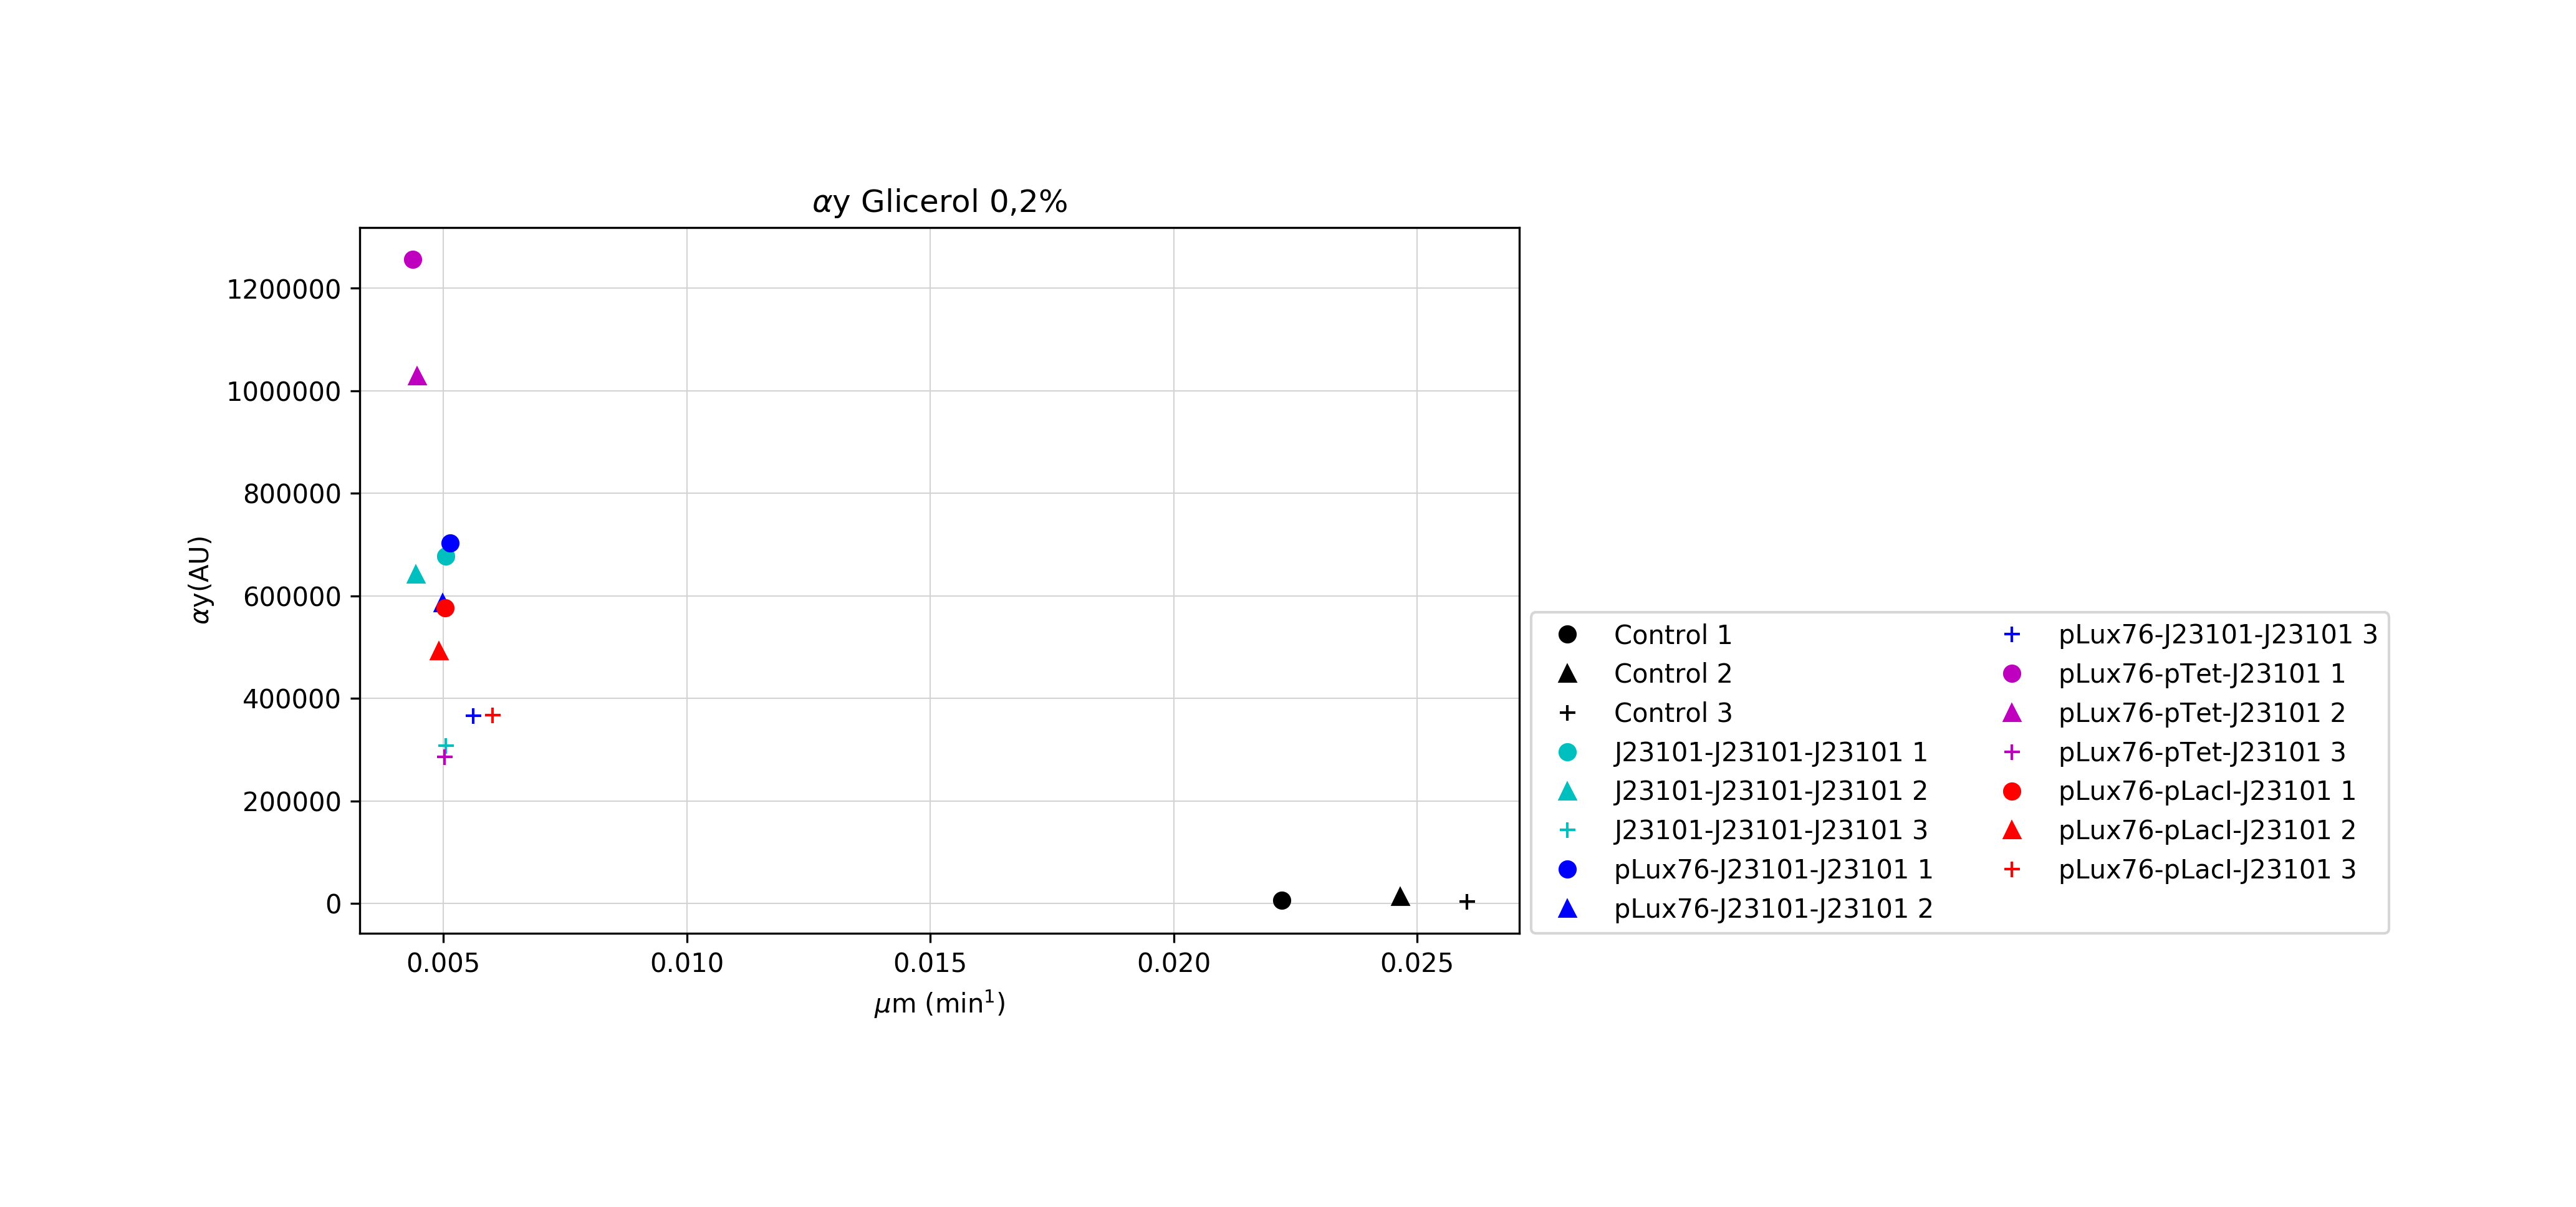 αy Glicerol 0,2%
αy(AU)
1200000
1000000
800000
600000
400000
200000
0
0.005 0.010 0.015 0.020 0.025
μm (min¹)
Control 1
Control 2
Control 3
J23101-J23101-J23101 1
J23101-J23101-J23101 2
J23101-J23101-J23101 3
pLux76-J23101-J23101 1
pLux76-J23101-J23101 2
pLux76-J23101-J23101 3
pLux76-pTet-J23101 1
pLux76-pTet-J23101 2
pLux76-pTet-J23101 3
pLux76-pLacI-J23101 1
pLux76-pLacI-J23101 2
pLux76-pLacI-J23101 3